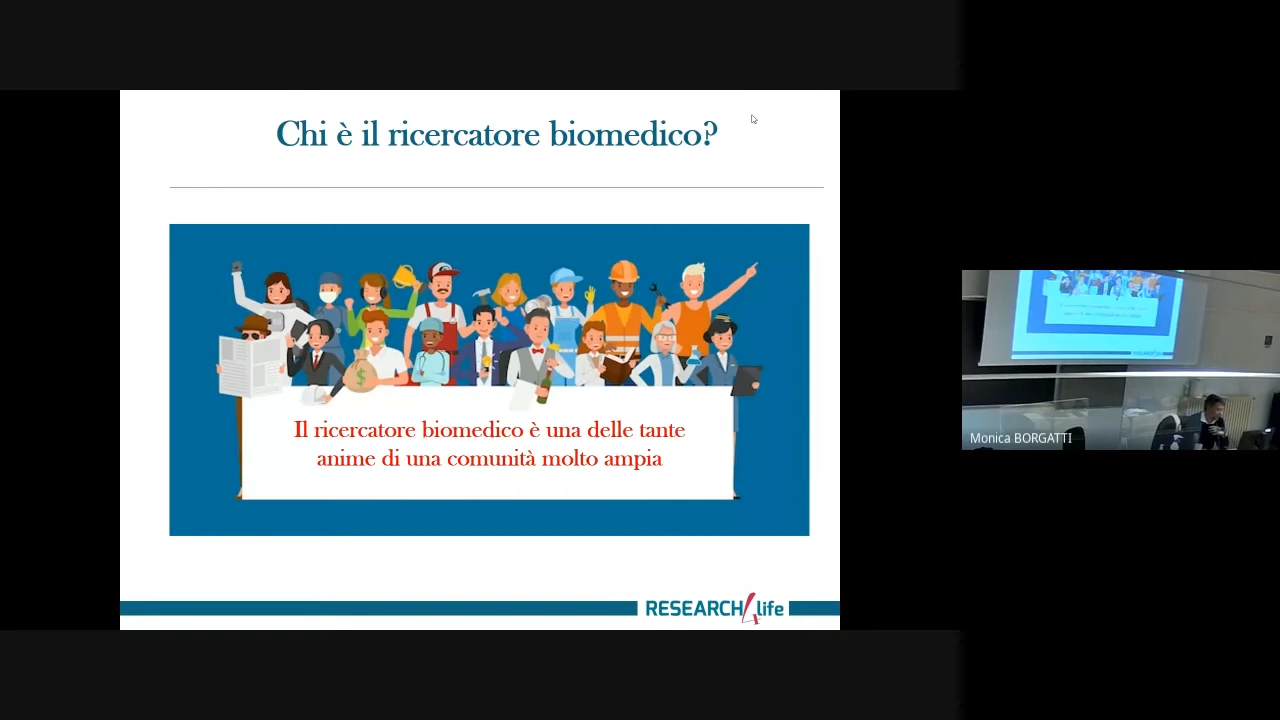 Chi è il ricercatore biomedico?
Il ricercatore biomedico è una delle tante
anime di una comunità molto ampia
RESEARCH4life
Monica BORGATTI